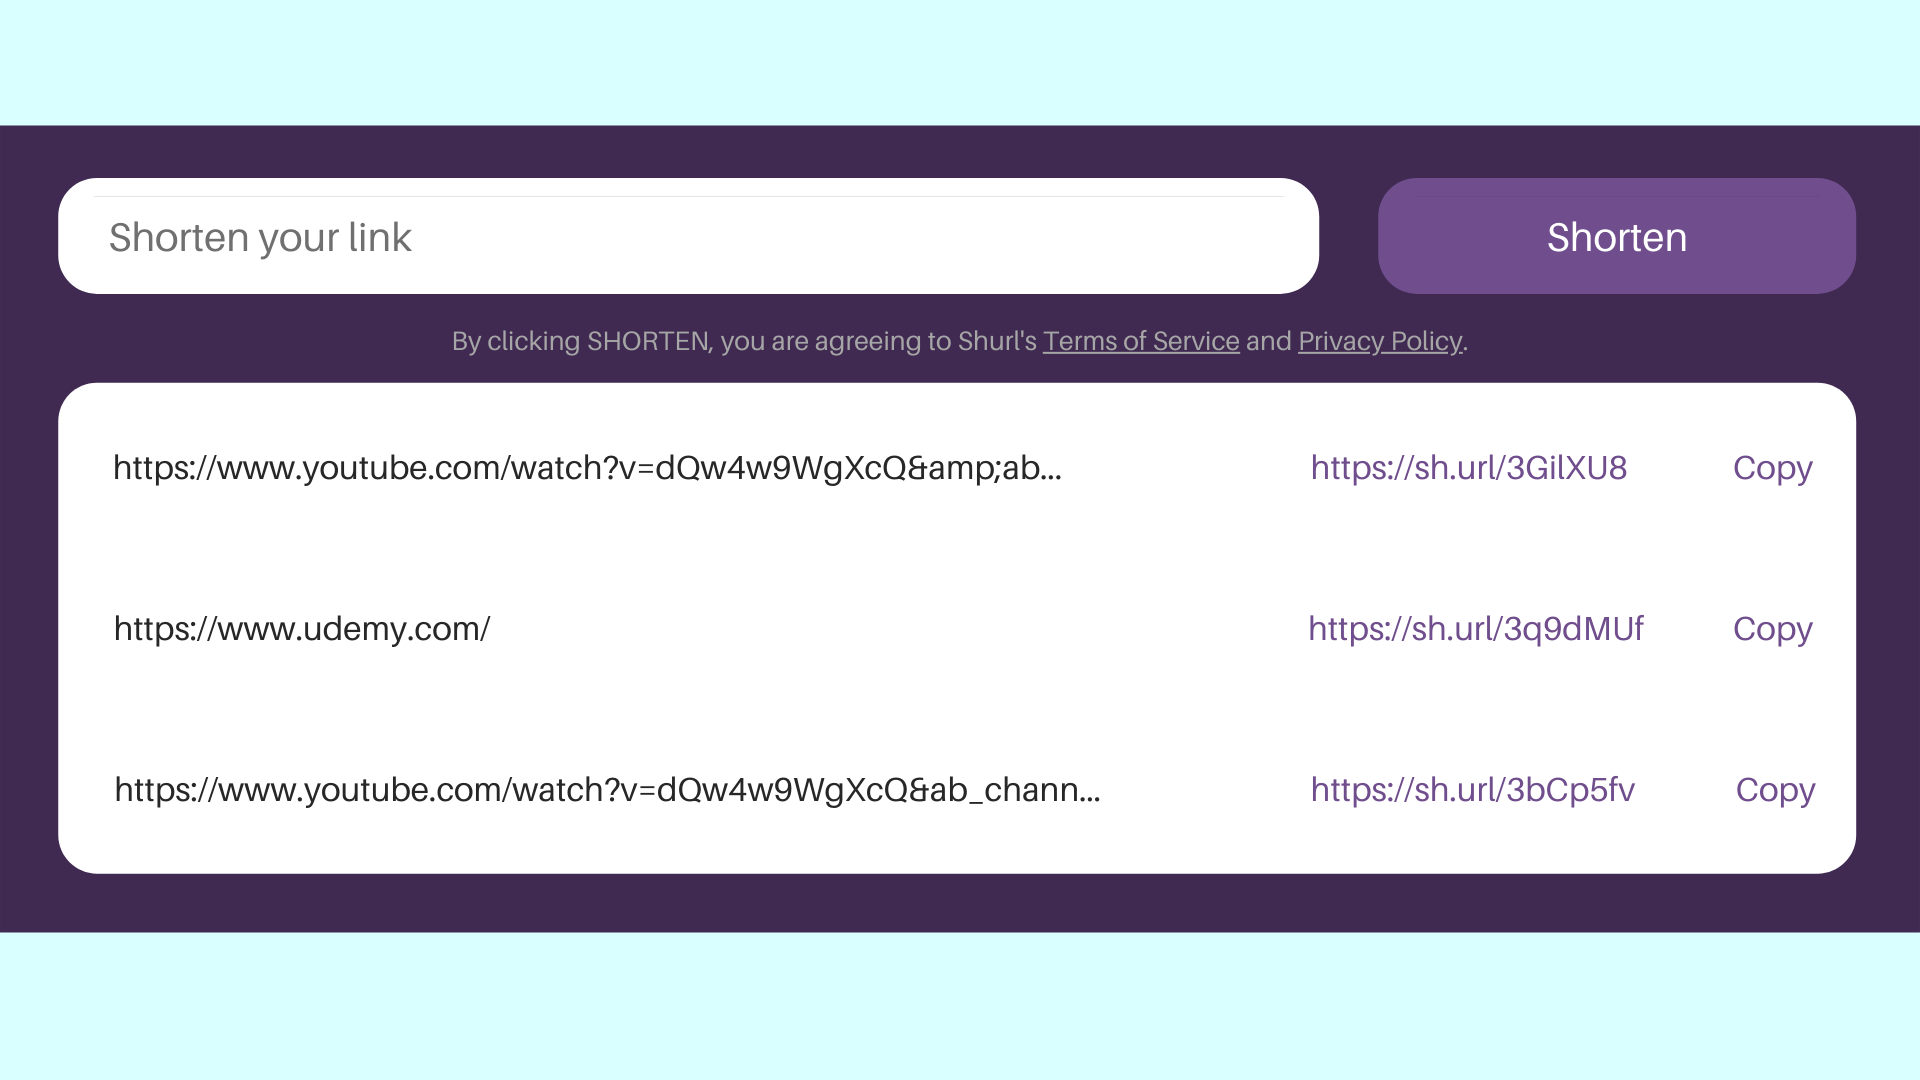 Shorten your link
Shorten
By clicking SHORTEN, you are agreeing to Shurl's Terms of Service and Privacy Policy.
https://www.youtube.com/watch?v=dQw4w9WgXcQ&amp;ab... https://sh.url/3GilXU8 Copy
https://www.udemy.com/ https://sh.url/3q9dMUf Copy
https://www.youtube.com/watch?v=dQw4w9WgXcQ&ab_chann... https://sh.url/3bCp5fv Copy